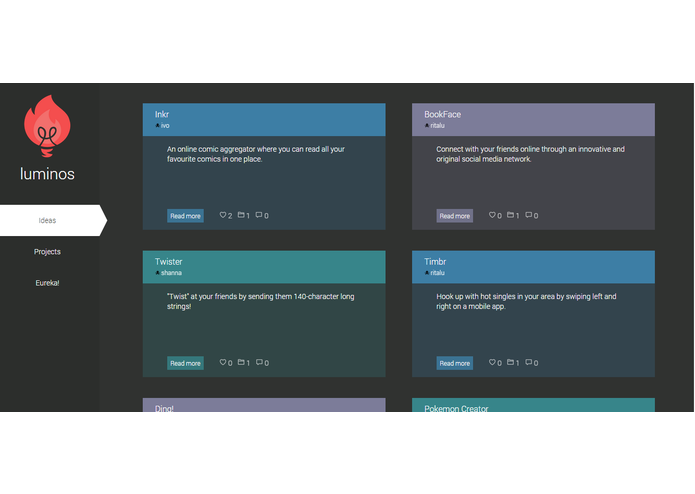 luminos
Ideas
Projects
Eureka!
Inkr
ivo
An online comic aggregator where you can read all your
favourite comics in one place.
Read more 2 1 0
BookFace
ritalu
Connect with your friends online through an innovative and
original social media network.
Read more 0 1 0
Twister
shanna
"Twist" at your friends by sending them 140-character long
strings!
Read more 0 1 0
Timbr
ritalu
Hook up with hot singles in your area by swiping left and
right on a mobile app.
Read more 0 1 0
Ding!
Pokemon Creator